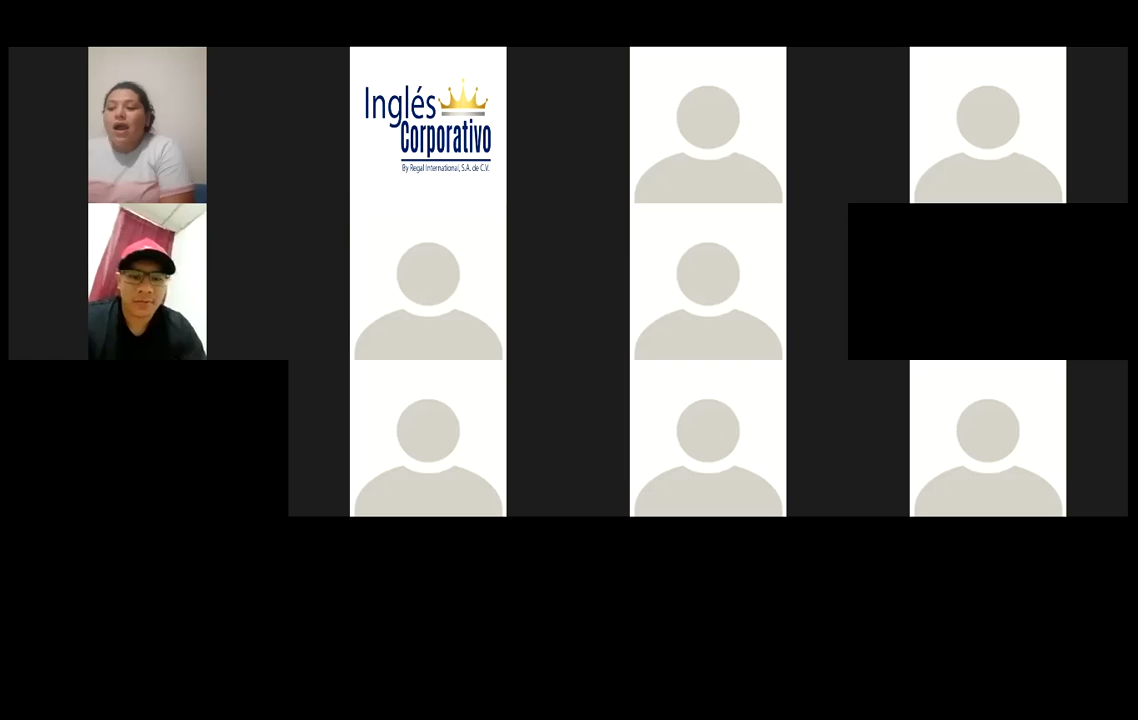 Inglés
Corporativo
By Regal International, S.A. de C.V.